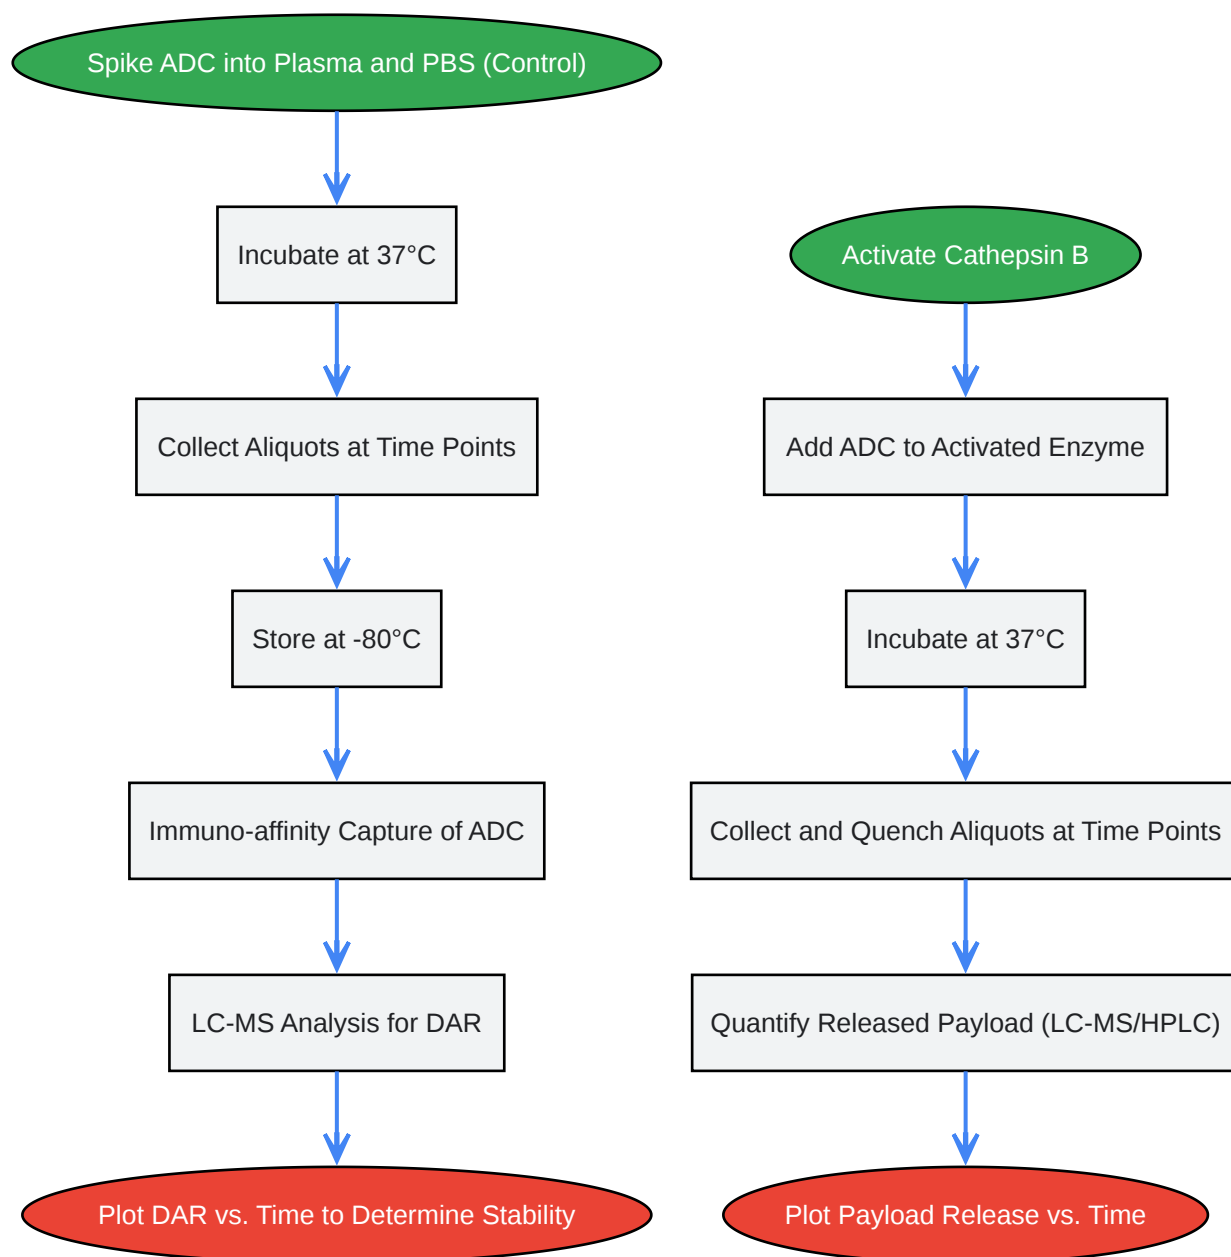 Spike ADC into Plasma and PBS (Control)
Incubate at 37°C
Collect Aliquots at Time Points
Store at -80°C
Immuno-affinity Capture of ADC
LC-MS Analysis for DAR
Plot DAR vs. Time to Determine Stability
Activate Cathepsin B
Add ADC to Activated Enzyme
Incubate at 37°C
Collect and Quench Aliquots at Time Points
Quantify Released Payload (LC-MS/HPLC)
Plot Payload Release vs. Time